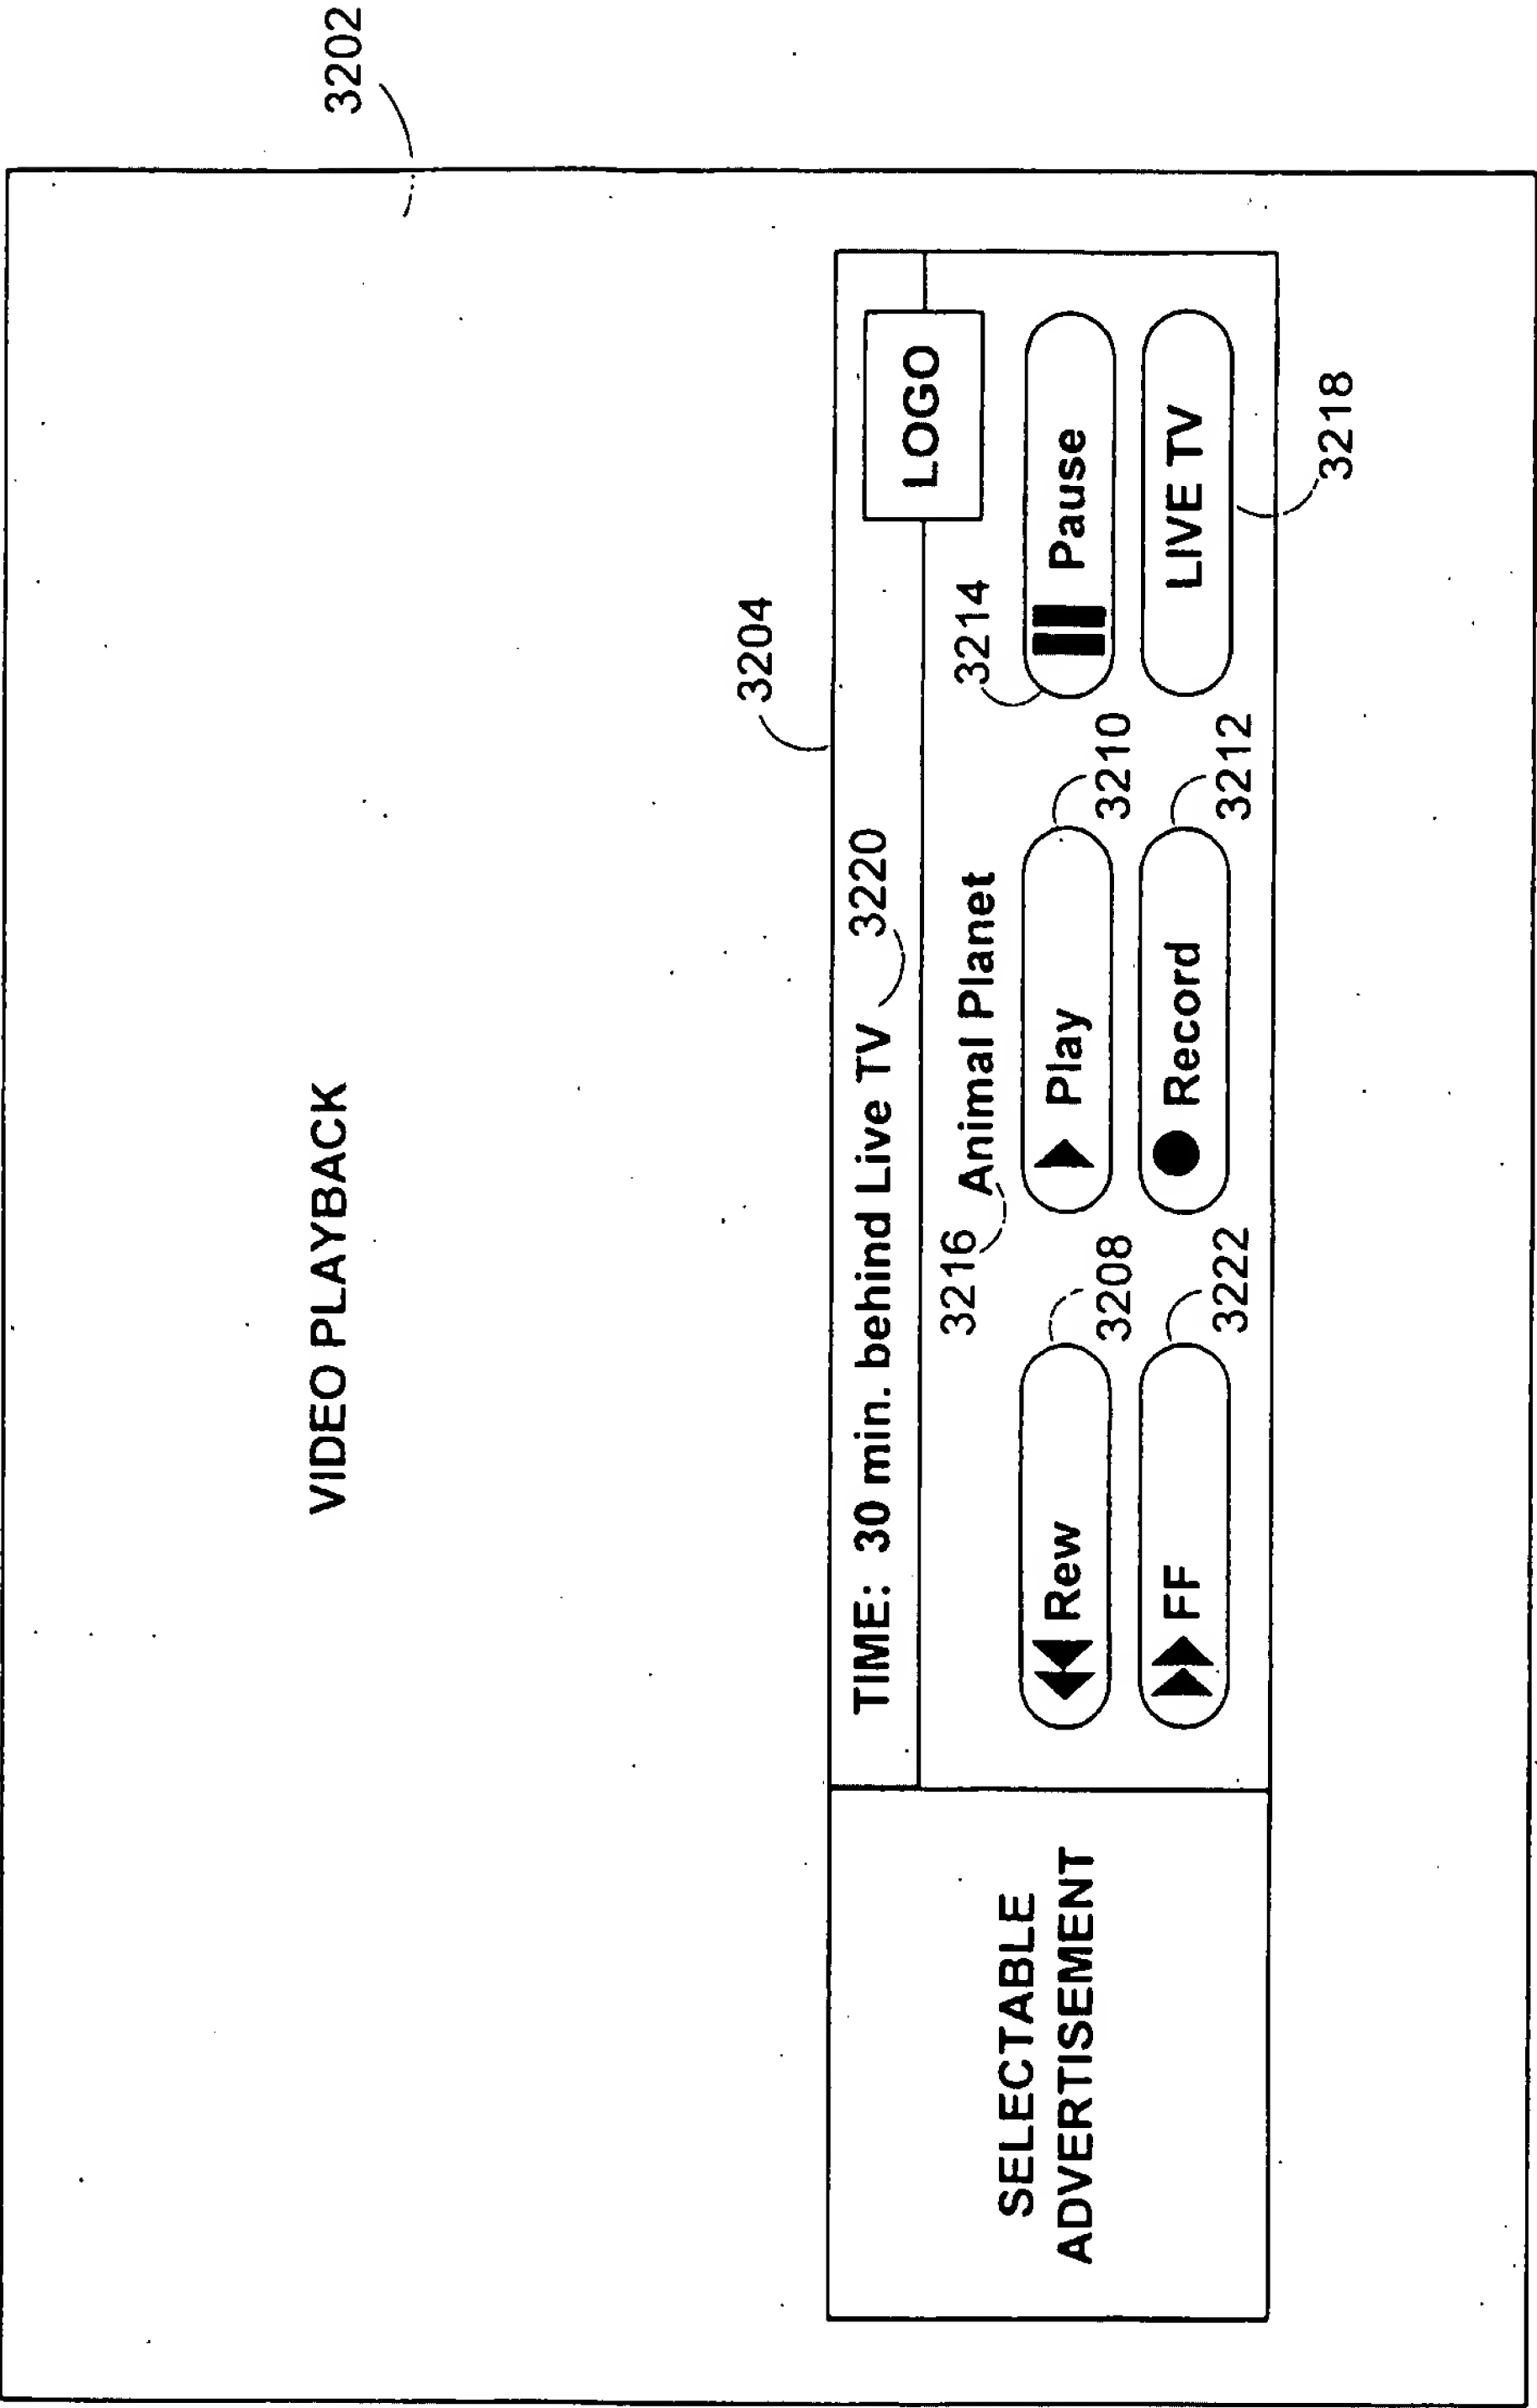 VIDEO PLAYBACK
3202
3204
TIME: 30 min. behind Live TV
3220
LOGO
SELECTABLE
ADVERTISEMENT
3216
Animal Planet
3214
Rew
Play
Pause
3208
3210
FF
Record
LIVE TV
3222
3212
3218